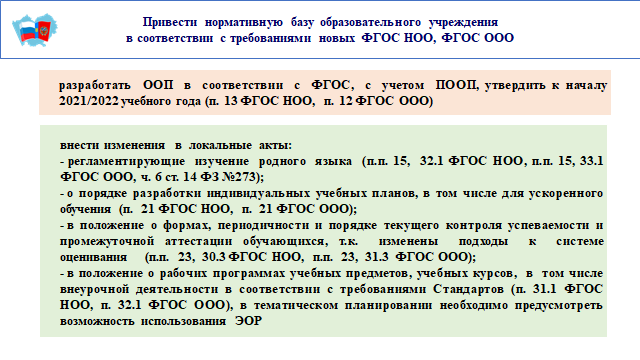 Привести нормативную базу образовательного учреждения
в соответствии с требованиями новых ФГОС НОО, ФГОС ООО
разработать ООП в соответствии с ФГОС, с учетом ПООП, утвердить к началу
2021/2022 учебного года (п. 13 ФГОС НОО, п. 12 ФГОС ООО)
внести изменения в локальные акты:
- регламентирующие изучение родного языка (п.п. 15, 32.1 ФГОС НОО, п.п. 15, 33.1
ФГОС ООО, ч. 6 ст. 14 ФЗ №273);
- о порядке разработки индивидуальных учебных планов, в том числе для ускоренного
обучения (п. 21 ФГОС НОО, п. 21 ФГОС ООО);
- в положение о формах, периодичности и порядке текущего контроля успеваемости и
промежуточной аттестации обучающихся, т.к. изменены подходы к системе
оценивания (п.п. 23, 30.3 ФГОС НОО, п.п. 23, 31.3 ФГОС ООО);
- в положение о рабочих программах учебных предметов, учебных курсов, в том числе
внеурочной деятельности в соответствии с требованиями Стандартов (п. 31.1 ФГОС
НОО, п. 32.1 ФГОС ООО), в тематическом планировании необходимо предусмотреть
возможность использования ЭОР